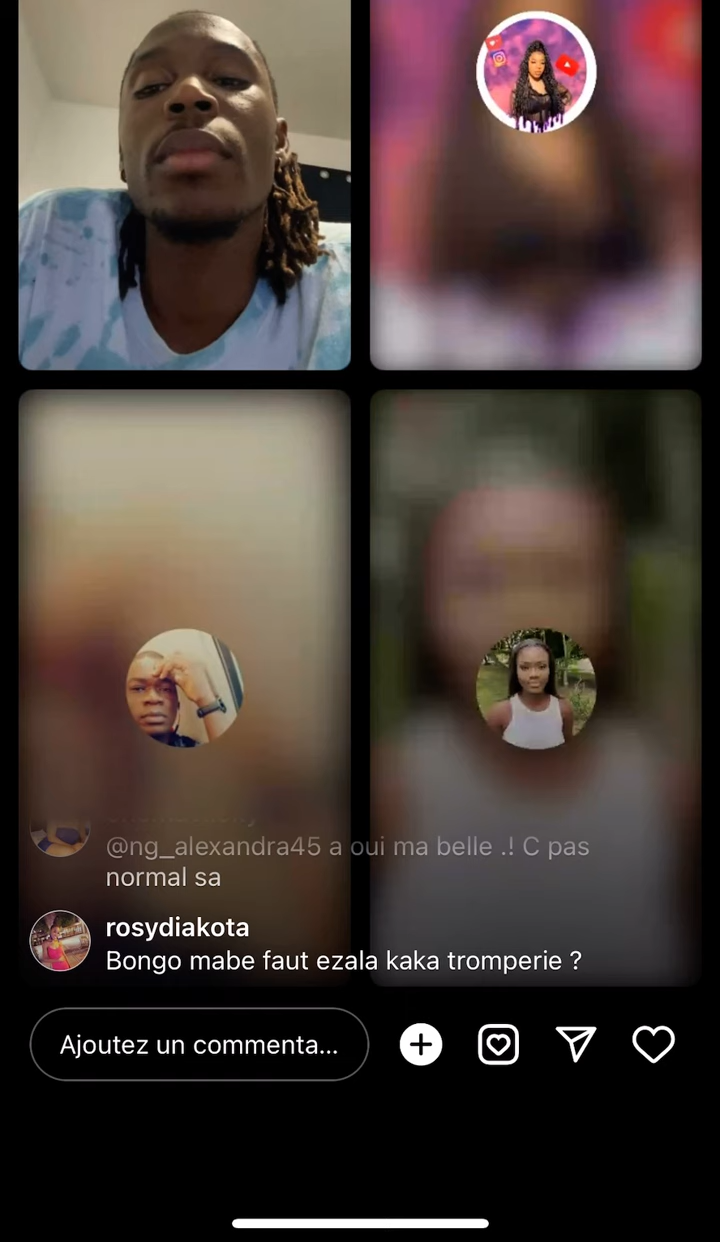 @ng_alexandra45 a oui ma belle .! C pas
normal sa
rosydiakota
Bongo mabe faut ezala kaka tromperie ?
Ajoutez un commenta...